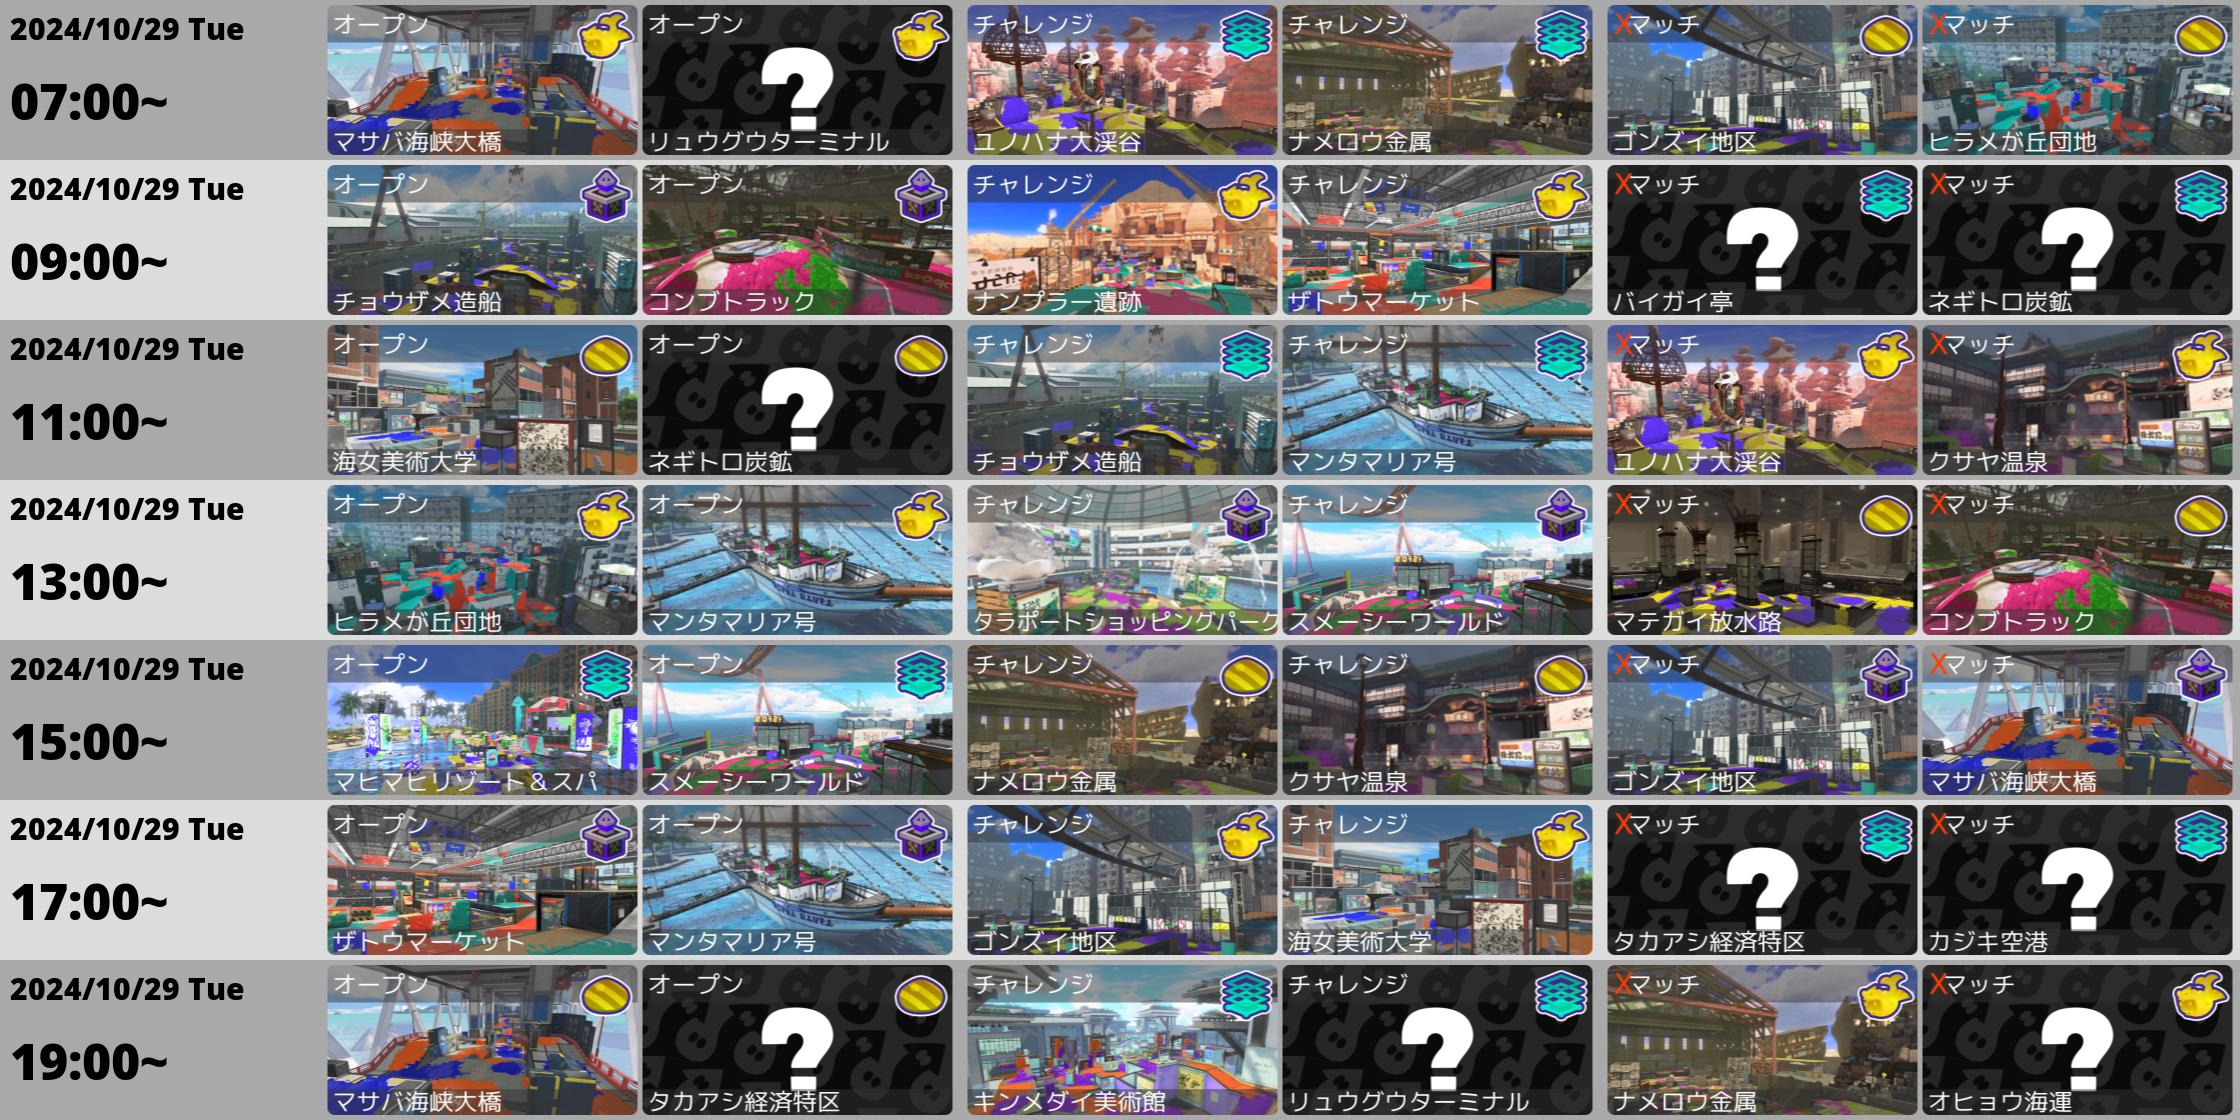 2024/10/29 Tue
07:00~
オープン
マサバ海峡大橋
オープン
リュウグウターミナル
チャレンジ
ユノハナ大渓谷
チャレンジ
ナメロウ金属
Xマッチ
ゴンズイ地区
Xマッチ
ヒラメが丘団地
2024/10/29 Tue
09:00~
オープン
チョウザメ造船
オープン
コンブトラック
チャレンジ
ナンプラー遺跡
チャレンジ
ザトウマーケット
Xマッチ
バイガイ亭
Xマッチ
ネギトロ炭鉱
2024/10/29 Tue
11:00~
オープン
海女美術大学
オープン
ネギトロ炭鉱
チャレンジ
チョウザメ造船
チャレンジ
マンタマリア号
Xマッチ
ユノハナ大渓谷
Xマッチ
クサヤ温泉
2024/10/29 Tue
13:00~
オープン
ヒラメが丘団地
オープン
マンタマリア号
チャレンジ
タラポートショッピングパーク
チャレンジ
スメーシーワールド
Xマッチ
マテガイ放水路
Xマッチ
コンブトラック
2024/10/29 Tue
15:00~
オープン
マヒマヒリゾート＆スパ
オープン
スメーシーワールド
チャレンジ
ナメロウ金属
チャレンジ
クサヤ温泉
Xマッチ
ゴンズイ地区
Xマッチ
マサバ海峡大橋
2024/10/29 Tue
17:00~
オープン
ザトウマーケット
オープン
マンタマリア号
チャレンジ
ゴンズイ地区
チャレンジ
海女美術大学
Xマッチ
タカアシ経済特区
Xマッチ
カジキ空港
2024/10/29 Tue
19:00~
オープン
マサバ海峡大橋
オープン
タカアシ経済特区
チャレンジ
キンメダイ美術館
チャレンジ
リュウグウターミナル
Xマッチ
ナメロウ金属
Xマッチ
オヒョウ海運